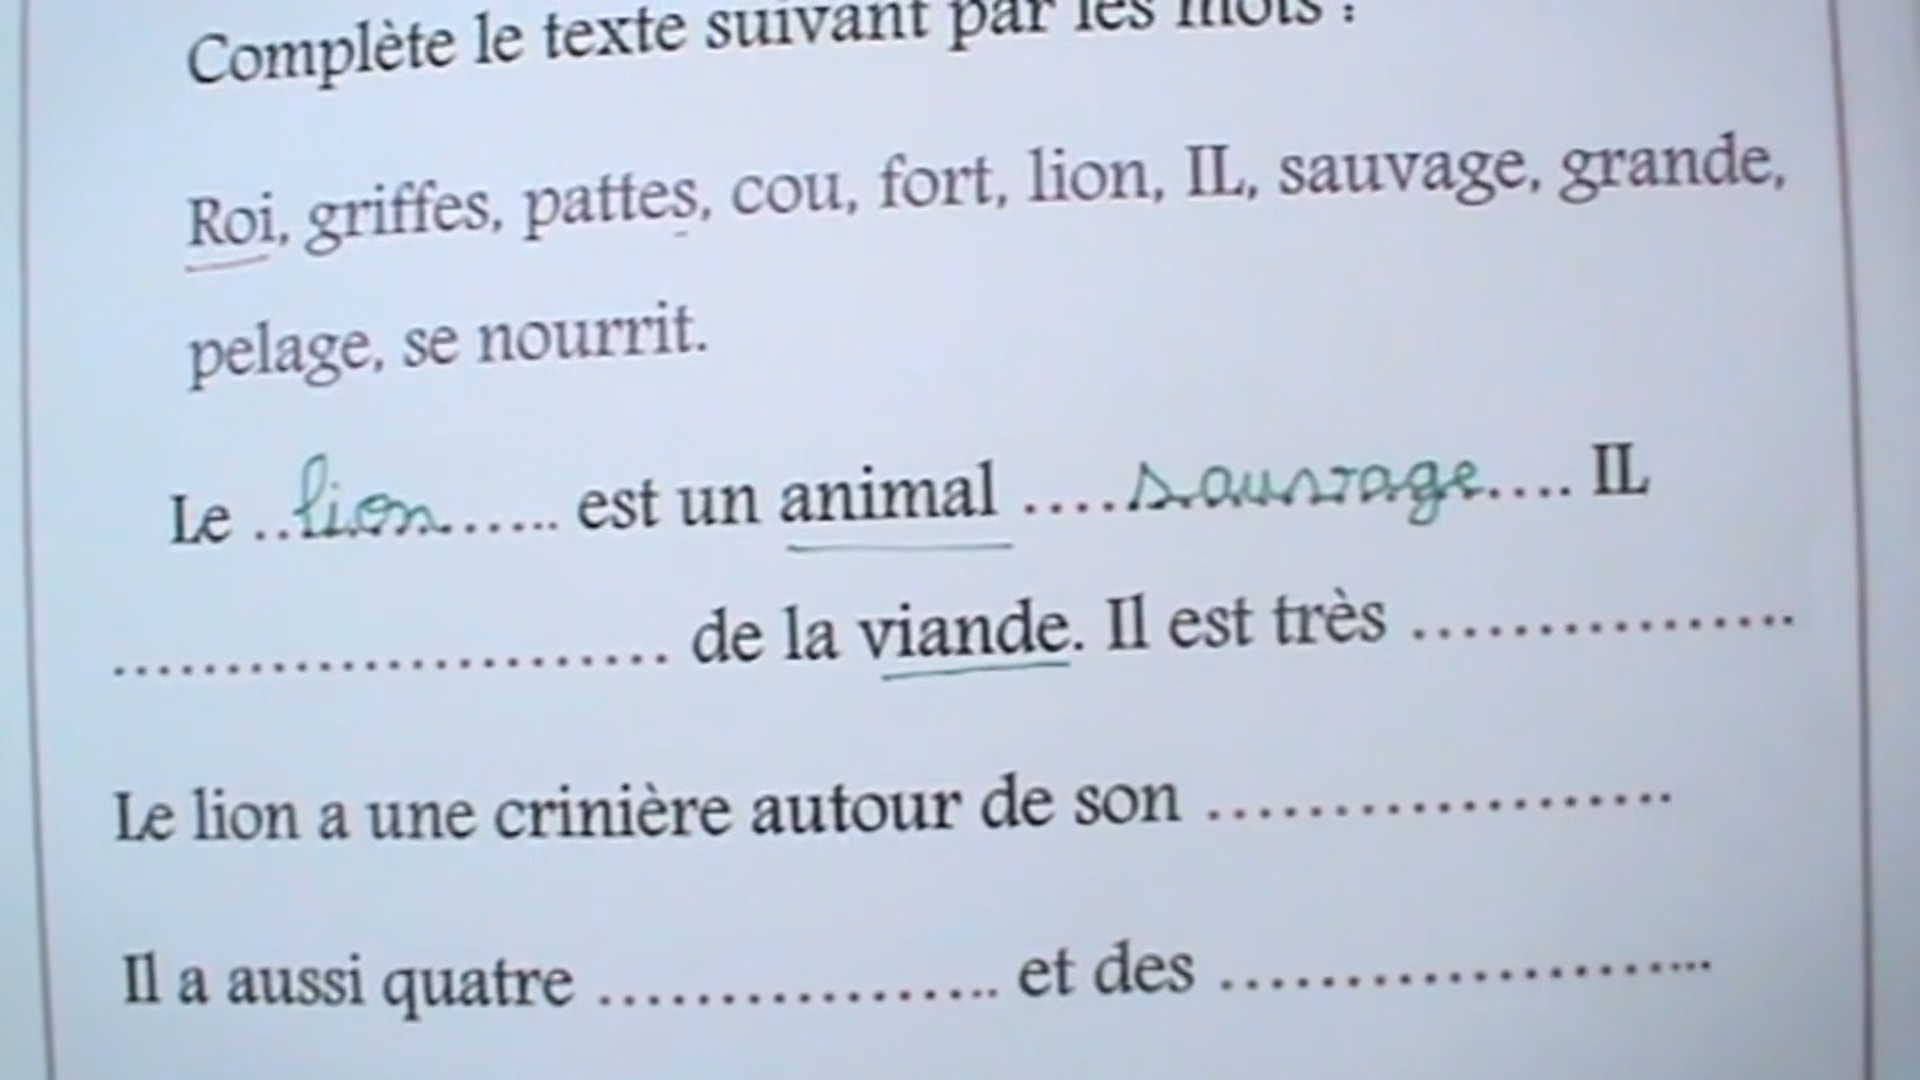 Complète le texte suivant par les mots :
Roi, griffes, pattes, cou, fort, lion, IL, sauvage, grande,
pelage, se nourrit.
Le ..lion...... est un animal ....sauvage.... IL
......................... de la viande. Il est très .................
Le lion a une crinière autour de son ....................
Il a aussi quatre .................. et des ......................